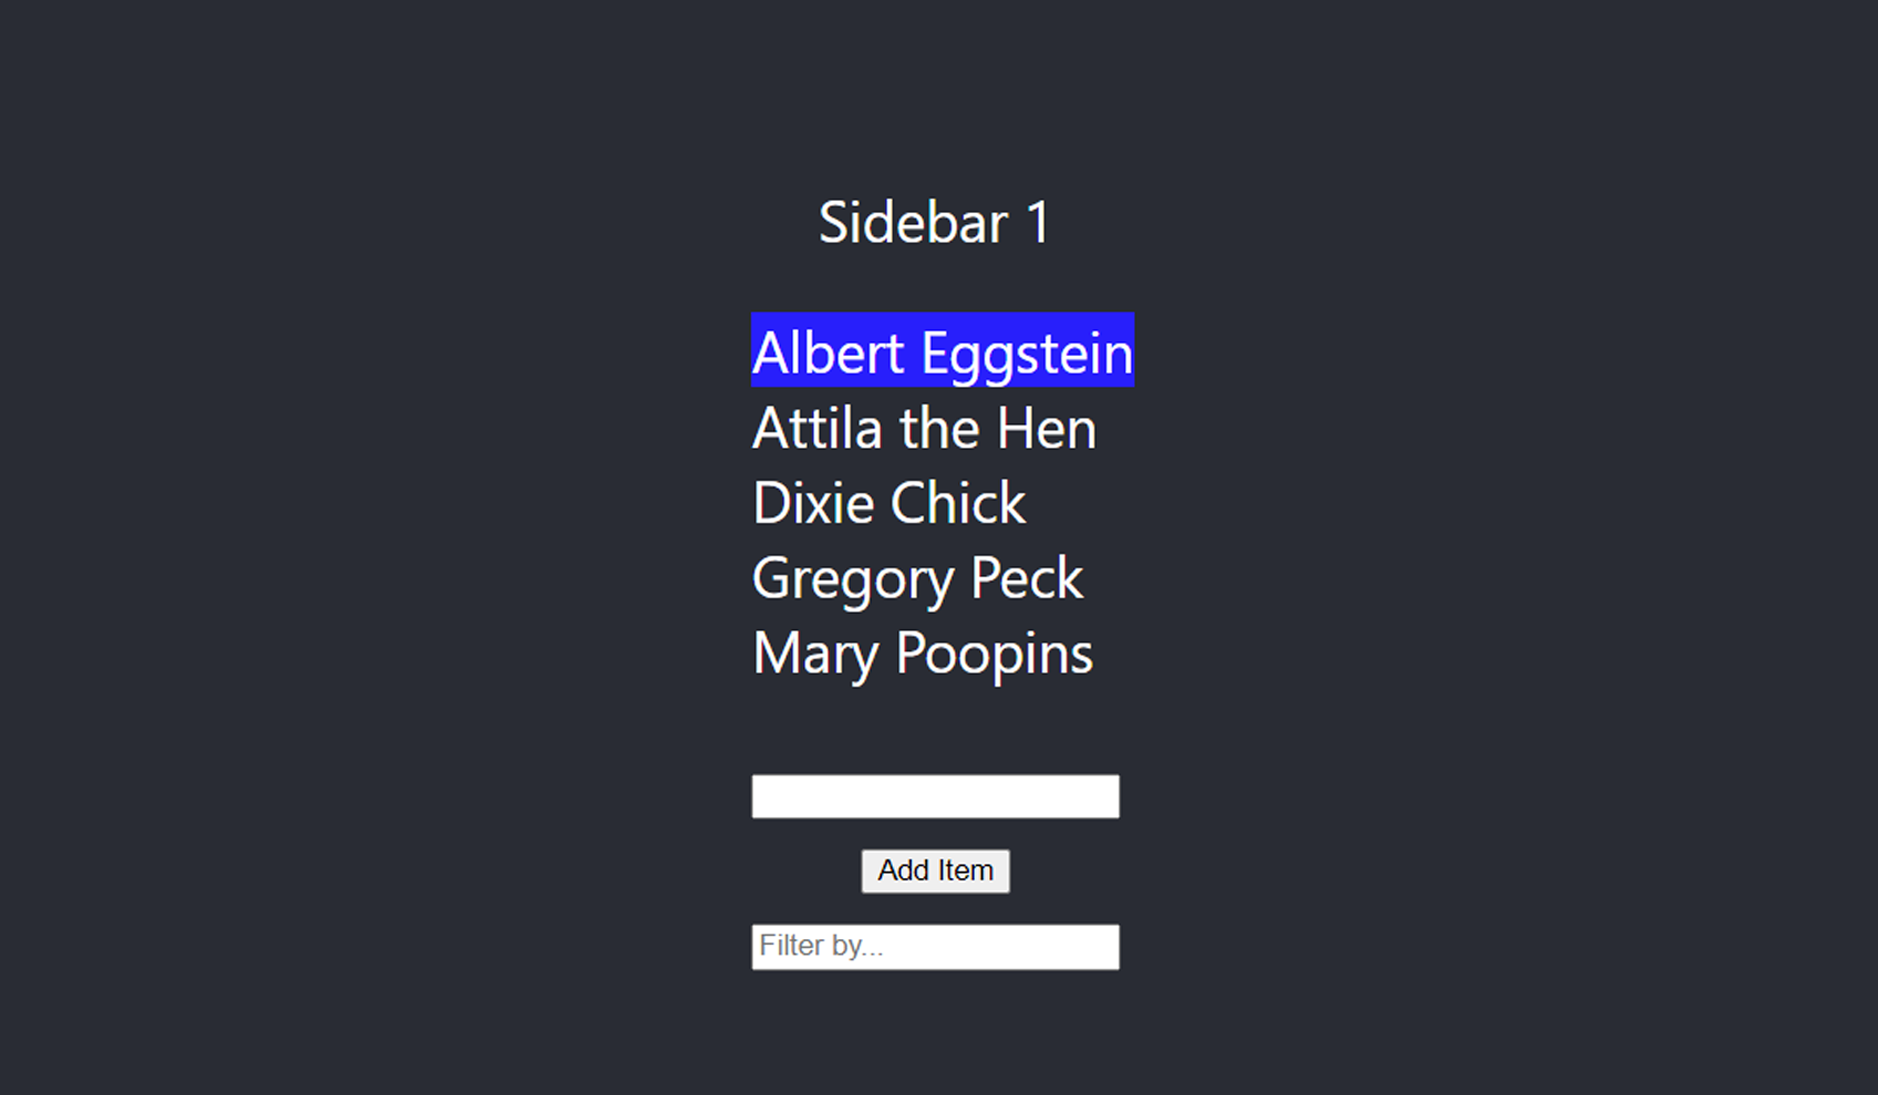 Sidebar 1
Albert Eggstein
Attila the Hen
Dixie Chick
Gregory Peck
Mary Poopins
Add Item
Filter by...